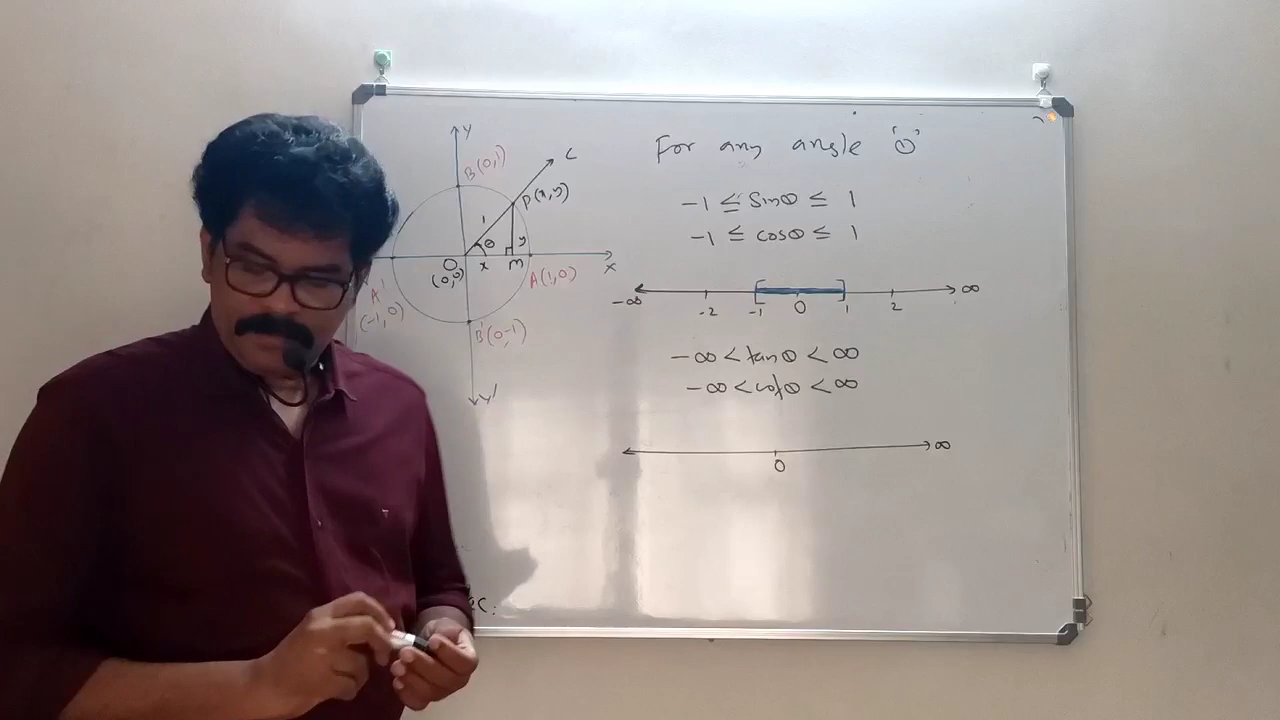 Y
C
B(0,1)
P(x,y)
1
θ
y
O
x
M
X
(0,0)
A(1,0)
A'
(-1,0)
B'(0,-1)
Y'
For any angle 'θ'
-1 ≤ Sinθ ≤ 1
-1 ≤ cosθ ≤ 1
-∞ -2 -1 0 1 2 ∞
-∞ < tanθ < ∞
-∞ < cotθ < ∞
∞
0